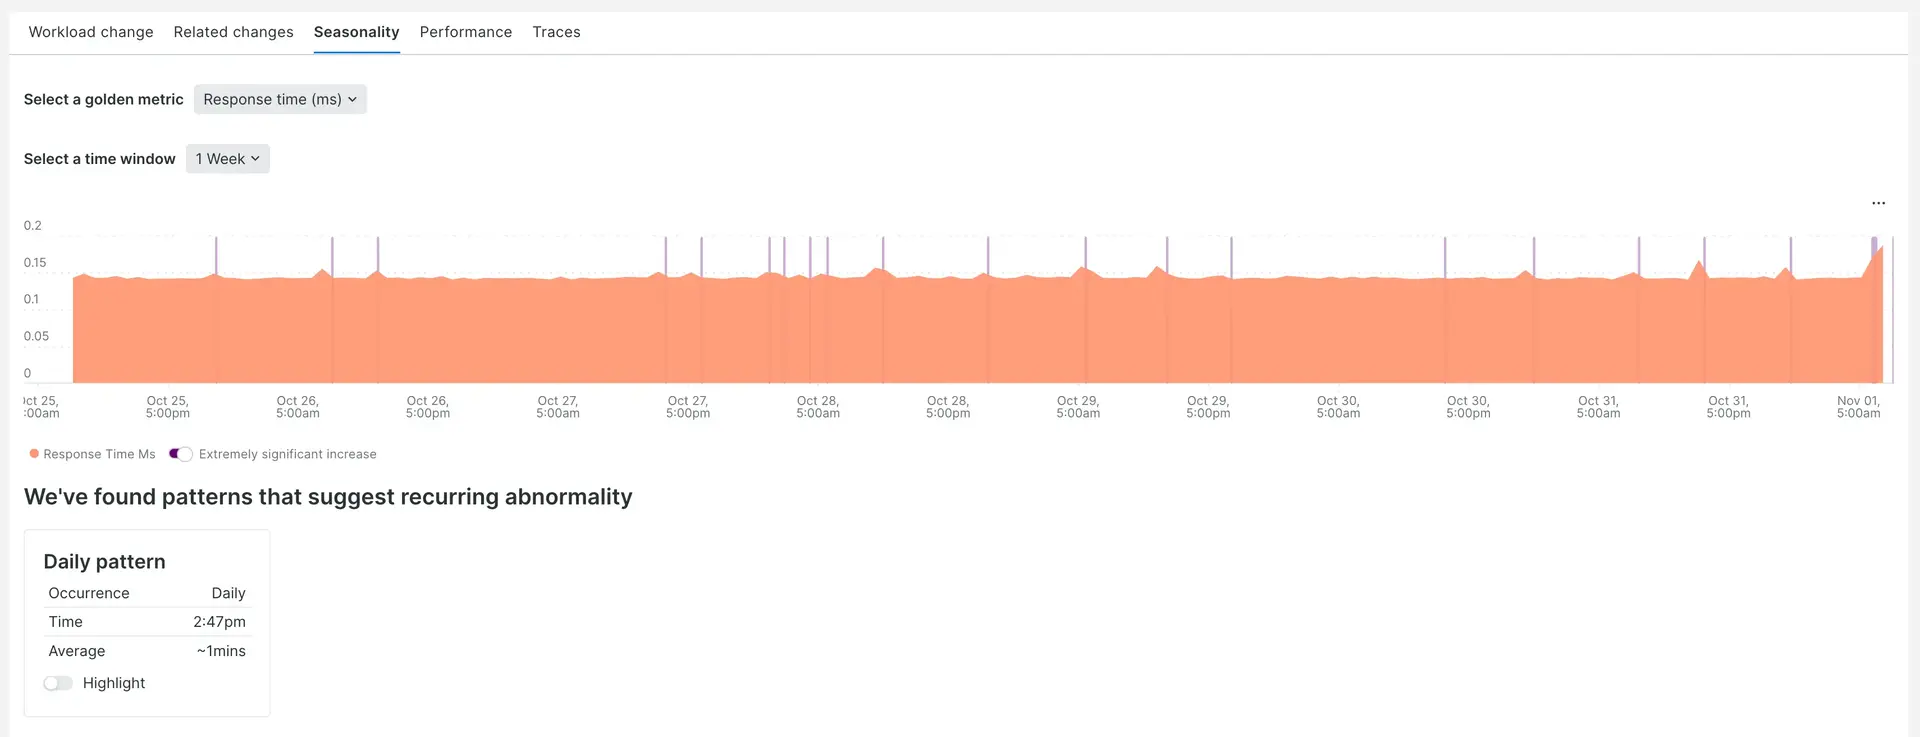 Workload change Related changes Seasonality Performance Traces
Select a golden metric Response time (ms)
Select a time window 1 Week
...
0.2
0.15
0.1
0.05
0
Oct 25, Oct 26, Oct 26, Oct 27, Oct 27, Oct 28, Oct 28, Oct 29, Oct 29, Oct 30, Oct 30, Oct 31, Oct 31, Nov 01,
:00am 5:00pm 5:00am 5:00pm 5:00am 5:00pm 5:00am 5:00pm 5:00am 5:00pm 5:00am 5:00pm 5:00am 5:00pm 5:00am
Response Time Ms Extremely significant increase
We've found patterns that suggest recurring abnormality
Daily pattern
Occurrence Daily
Time 2:47pm
Average ~1mins
Highlight